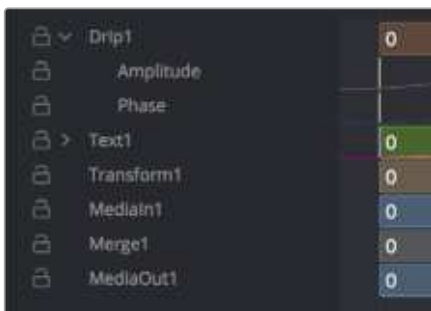 Drip1 0
Amplitude
Phase
Text1 0
Transform1 0
MediaIn1 0
Merge1 0
MediaOut1 0